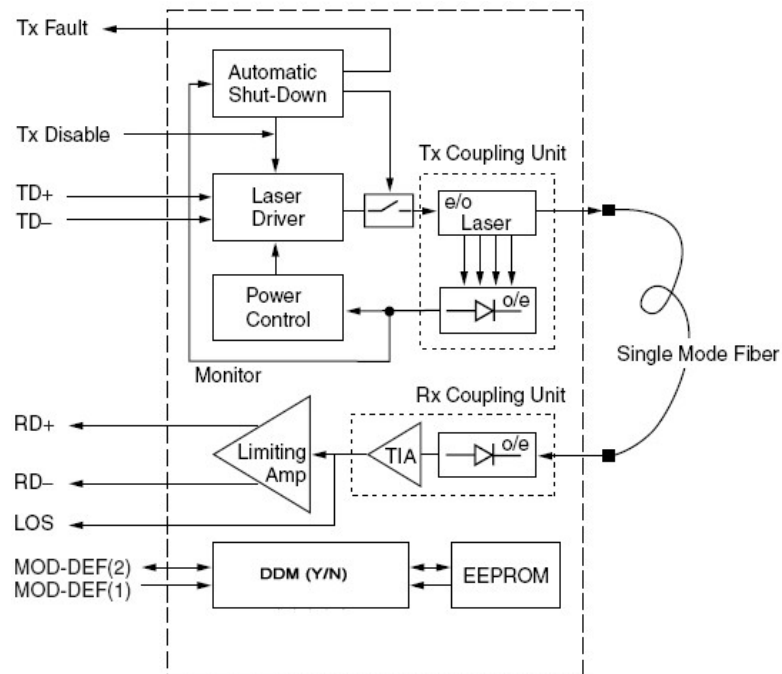 Tx Fault
Automatic
Shut-Down
Tx Disable
Tx Coupling Unit
TD+
TD–
Laser
Driver
e/o
Laser
Power
Control
o/e
Single Mode Fiber
Monitor
Rx Coupling Unit
RD+
RD–
Limiting
Amp
TIA
o/e
LOS
MOD-DEF(2)
MOD-DEF(1)
DDM (Y/N)
EEPROM